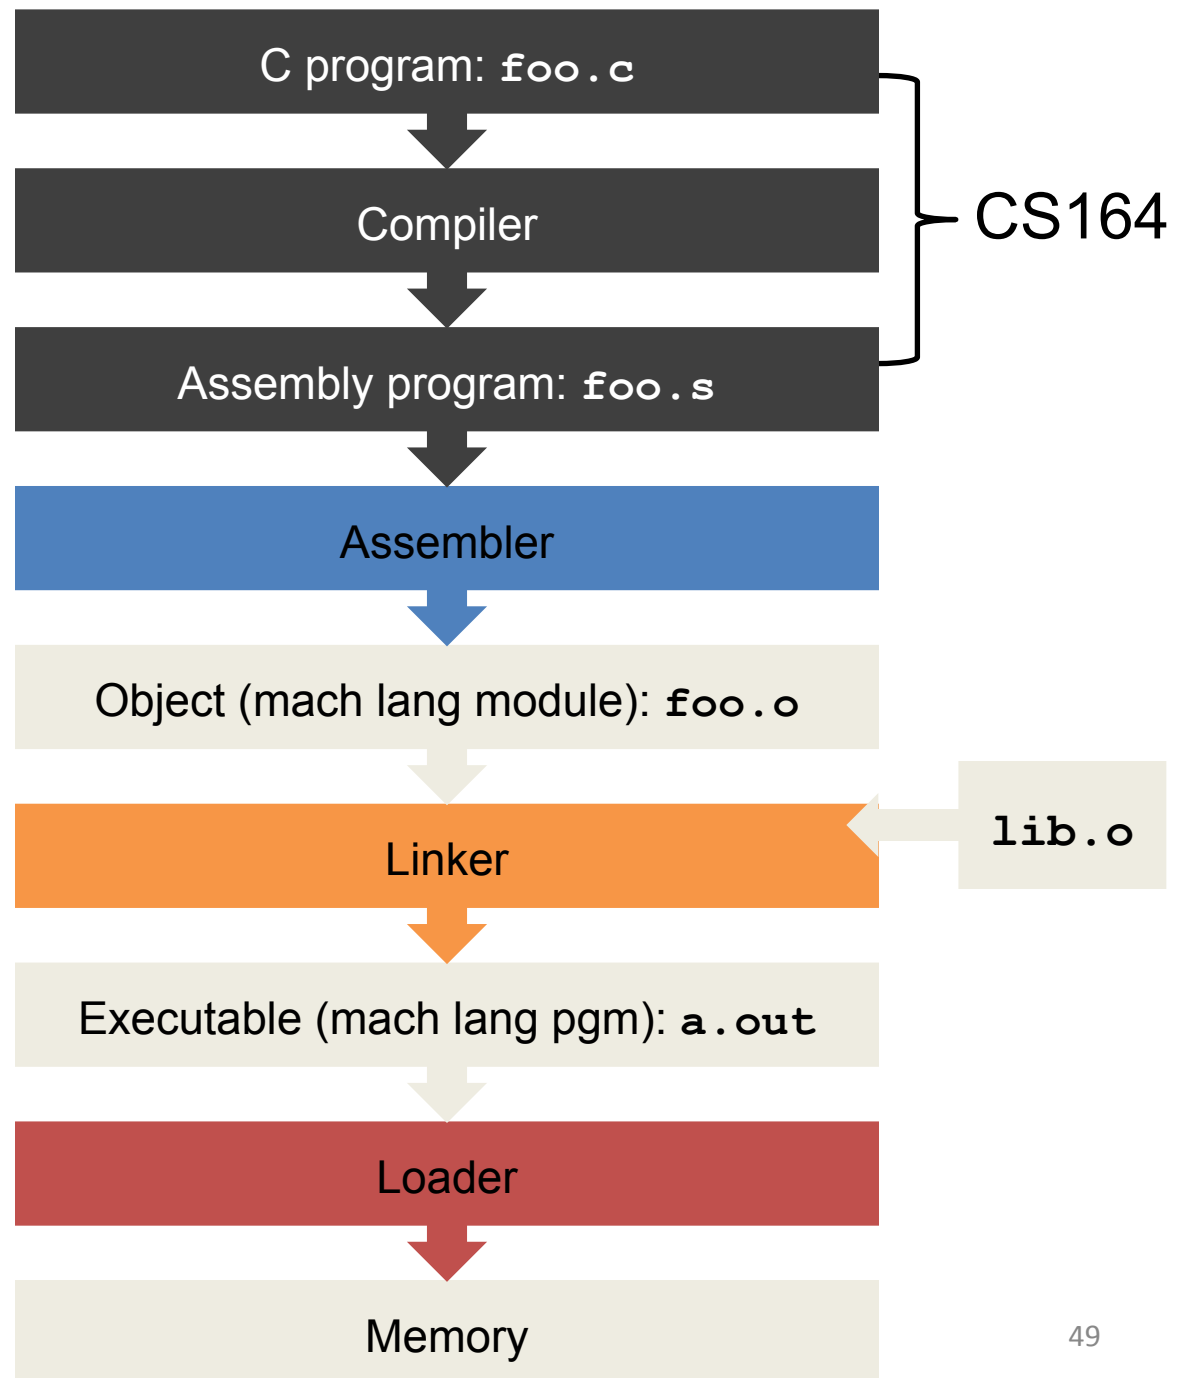 C program: foo.c
Compiler
CS164
Assembly program: foo.s
Assembler
Object (mach lang module): foo.o
lib.o
Linker
Executable (mach lang pgm): a.out
Loader
Memory
49